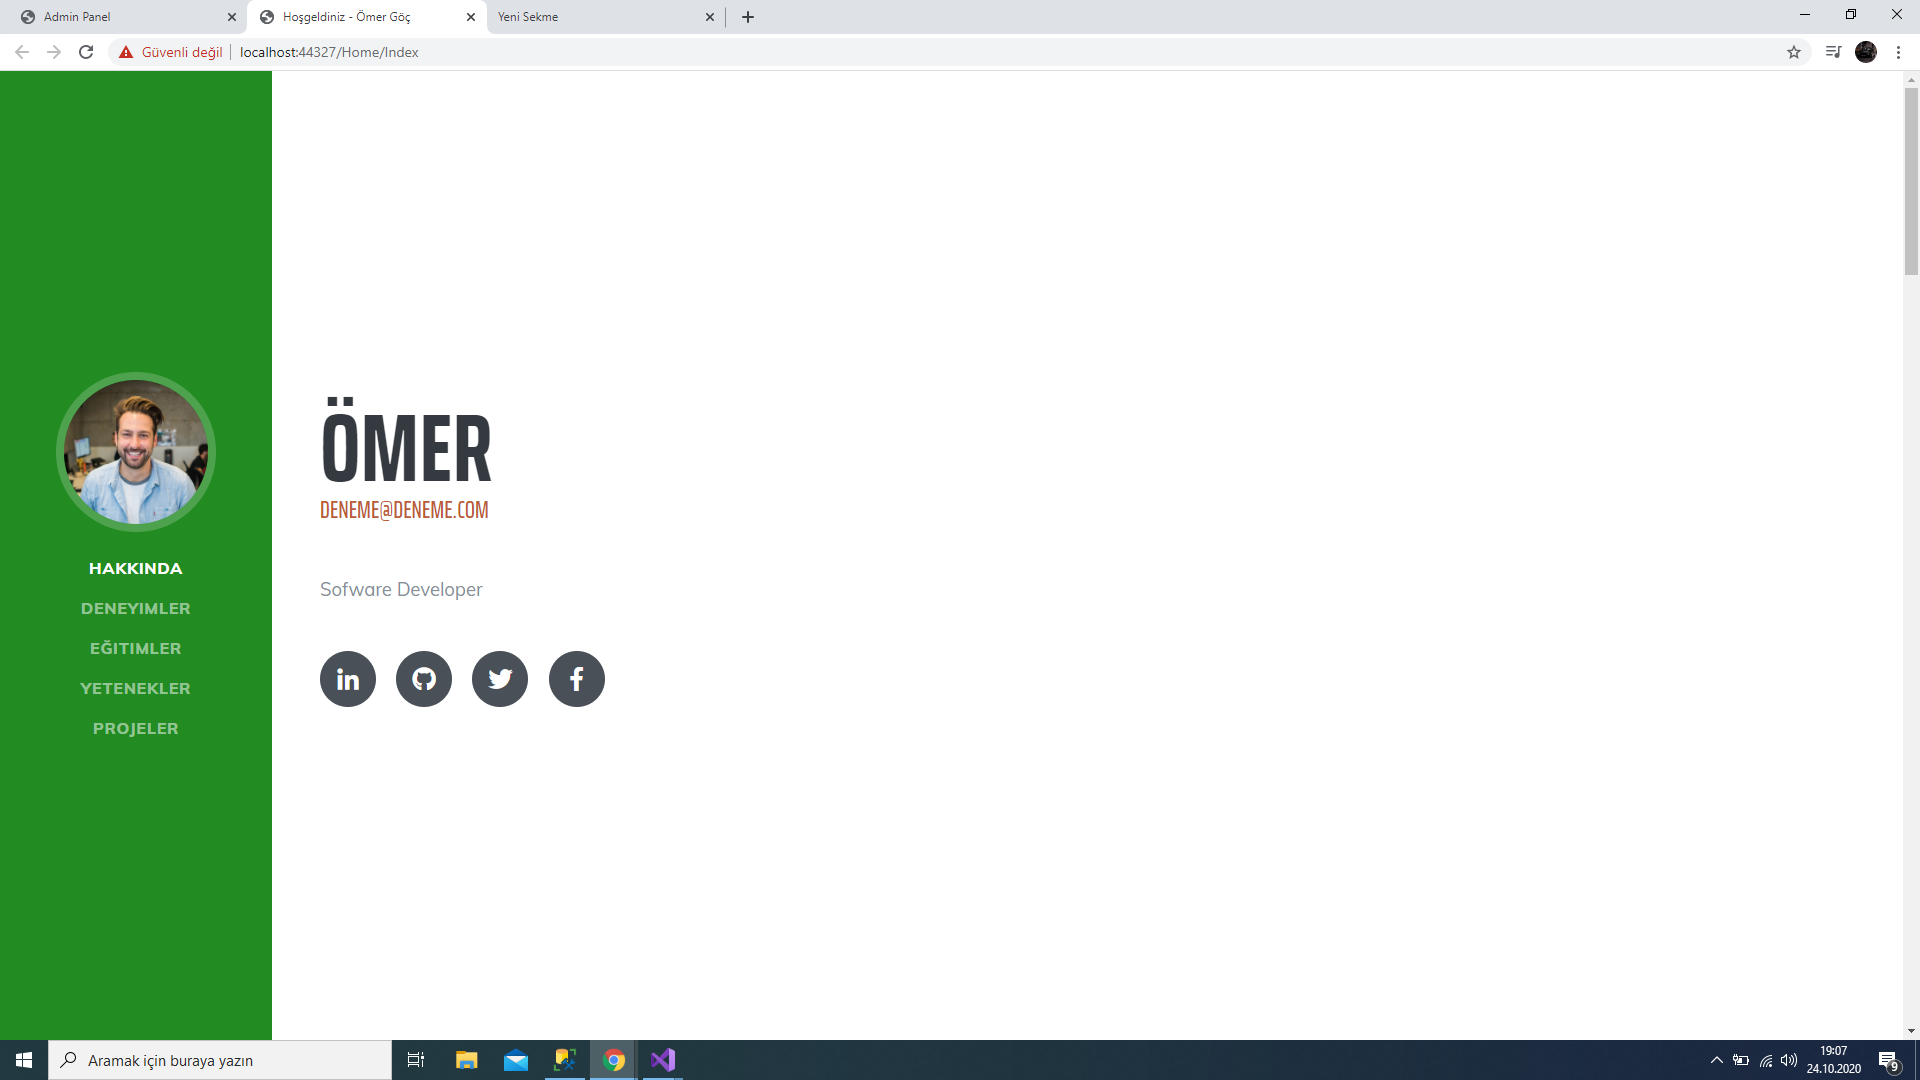 Admin Panel
Hoşgeldiniz - Ömer Göç
Yeni Sekme
Güvenli değil
localhost:44327/Home/Index
HAKKINDA
DENEYIMLER
EĞITIMLER
YETENEKLER
PROJELER
ÖMER
DENEME@DENEME.COM
Sofware Developer
in
Aramak için buraya yazın
19:07
24.10.2020
9